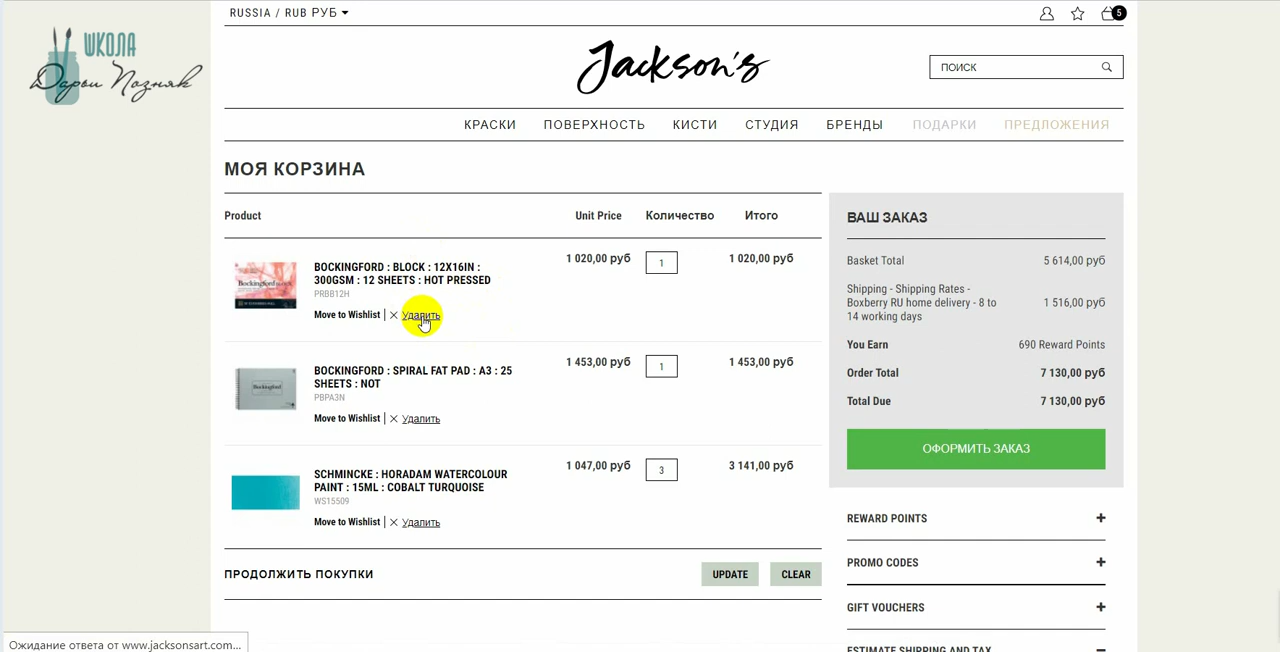 RUSSIA / RUB РУБ
5
ШКОЛА
Дарьи Позняк
Jackson's
ПОИСК
КРАСКИ ПОВЕРХНОСТЬ КИСТИ СТУДИЯ БРЕНДЫ ПОДАРКИ ПРЕДЛОЖЕНИЯ
МОЯ КОРЗИНА
Product Unit Price Количество Итого
BOCKINGFORD : BLOCK : 12X16IN :
300GSM : 12 SHEETS : HOT PRESSED
PRBB12H
Move to Wishlist | × Удалить
1 020,00 руб 1 1 020,00 руб
Bockingford
BOCKINGFORD : SPIRAL FAT PAD : A3 : 25
SHEETS : NOT
PBPA3N
Move to Wishlist | × Удалить
1 453,00 руб 1 1 453,00 руб
Bockingford
SCHMINCKE : HORADAM WATERCOLOUR
PAINT : 15ML : COBALT TURQUOISE
WS15509
Move to Wishlist | × Удалить
1 047,00 руб 3 3 141,00 руб
ПРОДОЛЖИТЬ ПОКУПКИ UPDATE CLEAR
ВАШ ЗАКАЗ
Basket Total 5 614,00 руб
Shipping - Shipping Rates -
Boxberry RU home delivery - 8 to
14 working days
1 516,00 руб
You Earn 690 Reward Points
Order Total 7 130,00 руб
Total Due 7 130,00 руб
ОФОРМИТЬ ЗАКАЗ
REWARD POINTS +
PROMO CODES +
GIFT VOUCHERS +
ESTIMATE SHIPPING AND TAX
Ожидание ответа от www.jacksonsart.com...